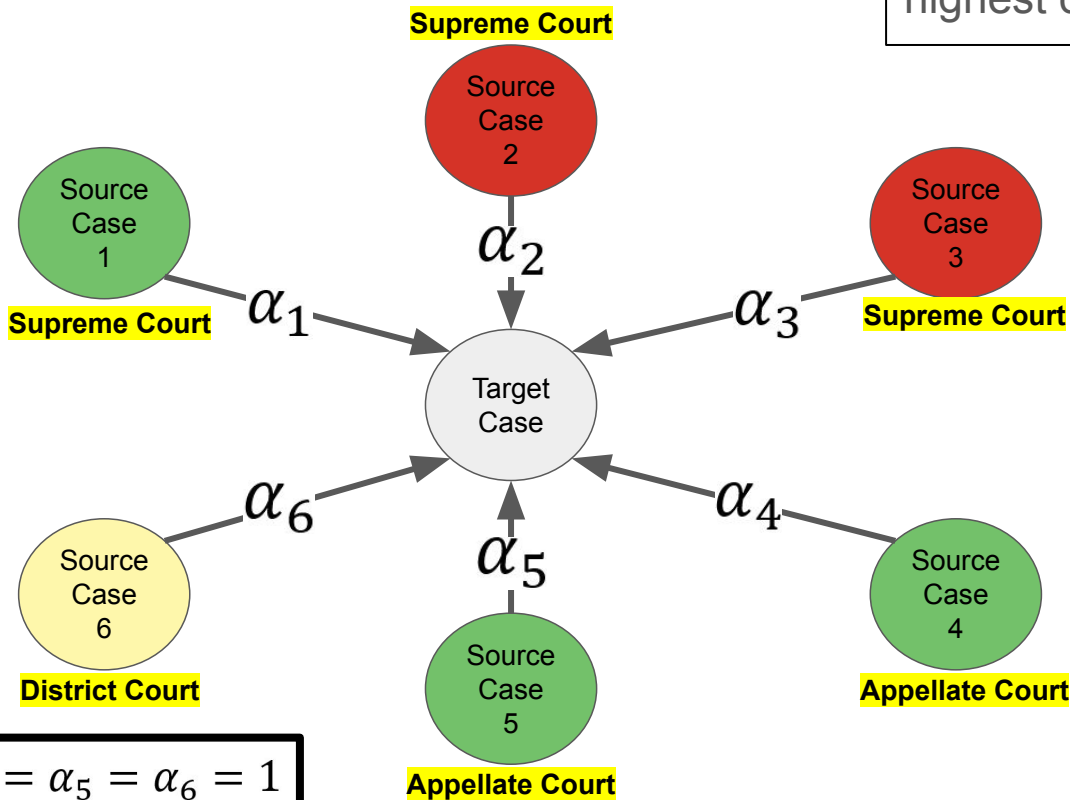 highest c
Supreme Court
Source
Case
2
Source
Case
1
Supreme Court
Source
Case
3
Supreme Court
α₂
α₁
α₃
Target
Case
α₆
α₄
α₅
Source
Case
6
District Court
Source
Case
4
Appellate Court
Source
Case
5
Appellate Court
= α₅ = α₆ = 1